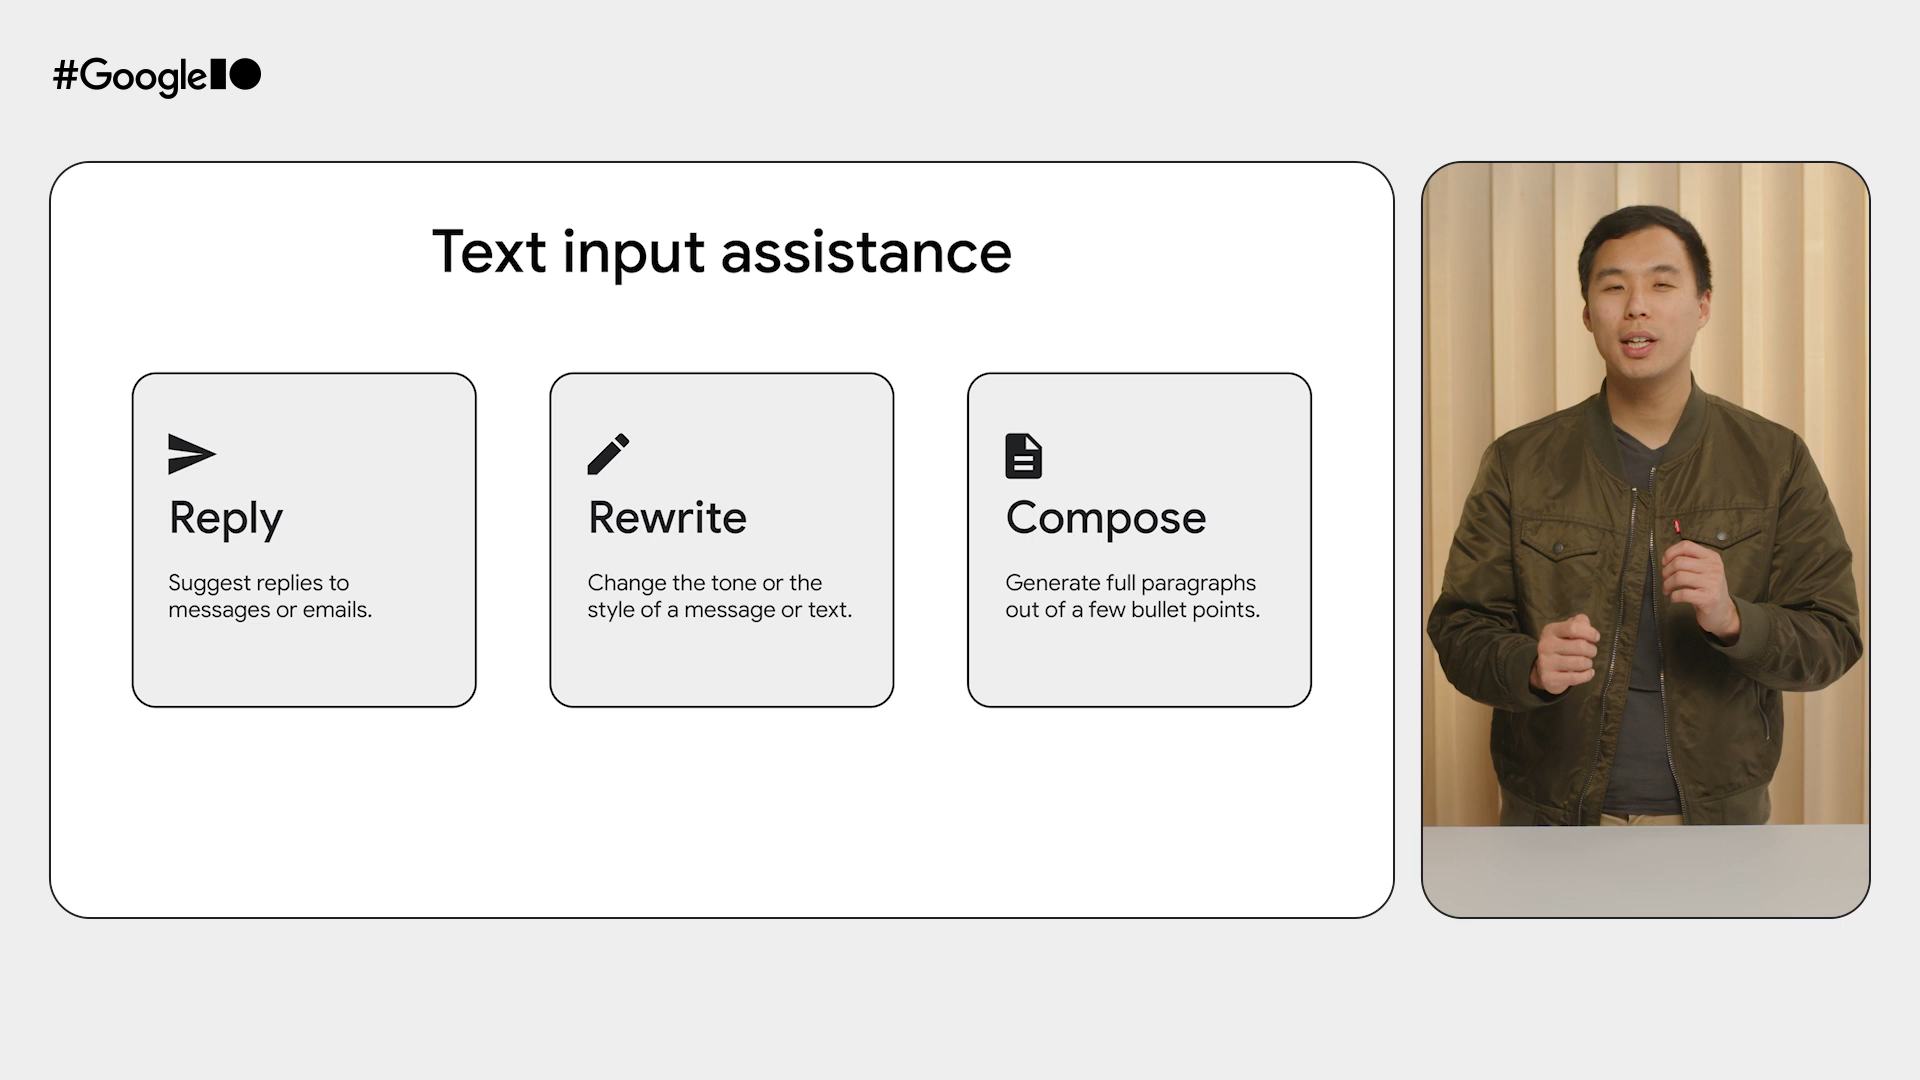 #GoogleIO
Text input assistance
Reply
Suggest replies to
messages or emails.
Rewrite
Change the tone or the
style of a message or text.
Compose
Generate full paragraphs
out of a few bullet points.